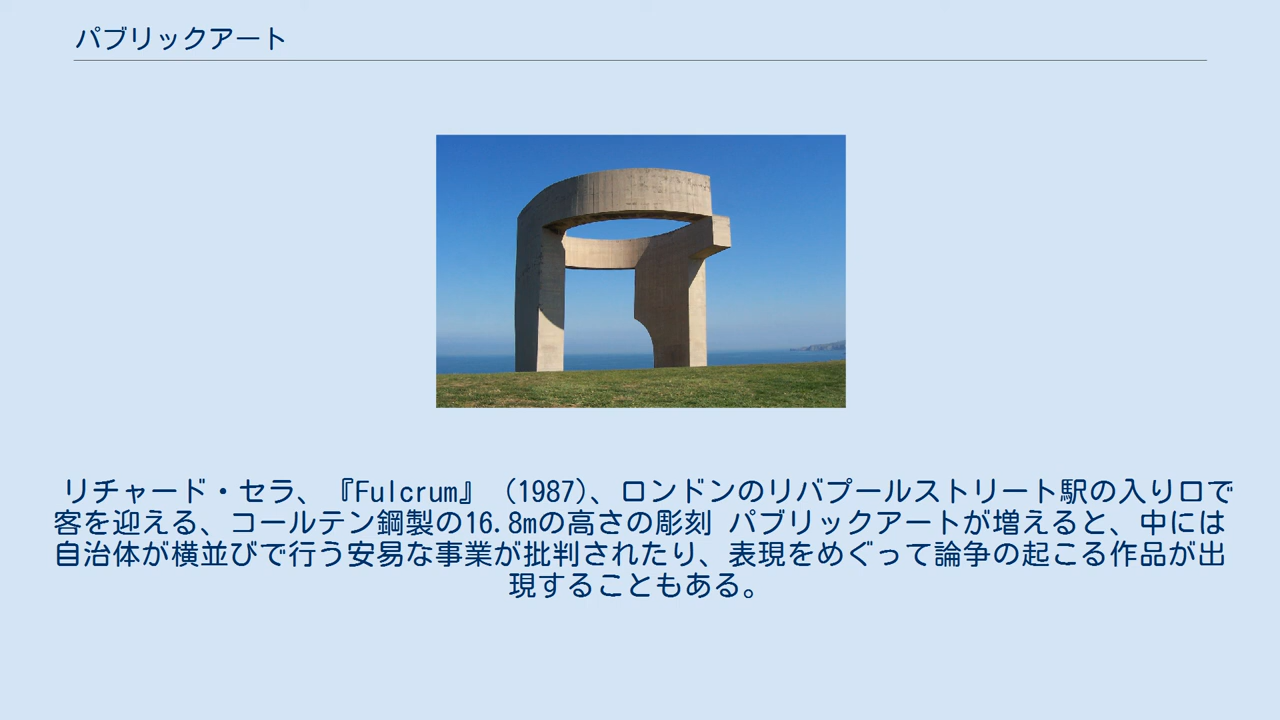 パブリックアート
リチャード・セラ、『Fulcrum』 (1987)、ロンドンのリバプールストリート駅の入り口で
客を迎える、コールテン鋼製の16.8mの高さの彫刻 パブリックアートが増えると、中には
自治体が横並びで行う安易な事業が批判されたり、表現をめぐって論争の起こる作品が出
現することもある。